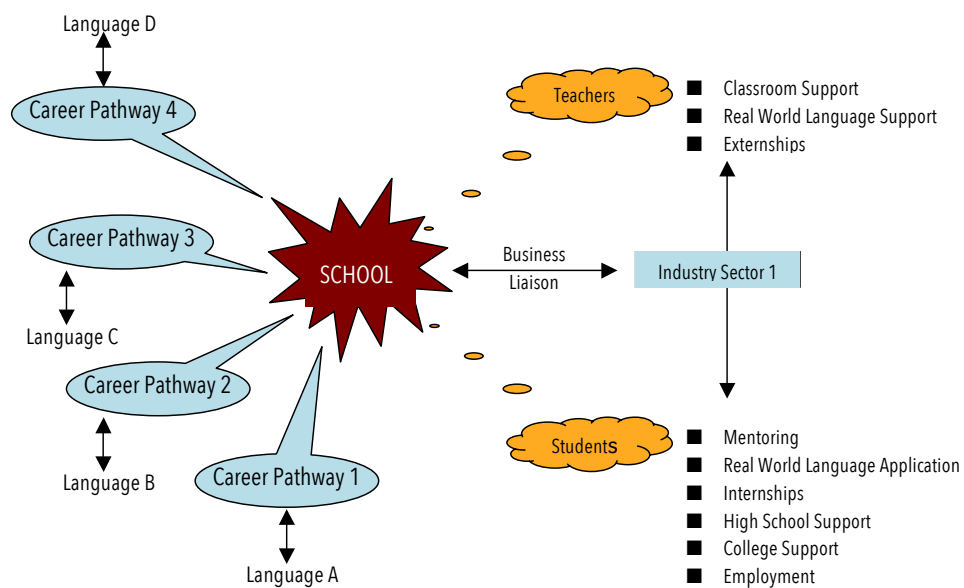 Language D
Career Pathway 4
Career Pathway 3
Language C
Career Pathway 2
Language B
Career Pathway 1
Language A
SCHOOL
Business
Liaison
Industry Sector 1
Teachers
Classroom Support
Real World Language Support
Externships
Students
Mentoring
Real World Language Application
Internships
High School Support
College Support
Employment